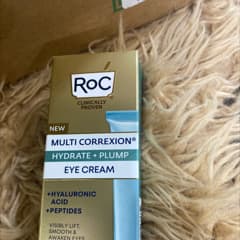 RoC
CLINICALLY
PROVEN
NEW
MULTI CORREXION®
HYDRATE + PLUMP
EYE CREAM
+HYALURONIC
ACID
+PEPTIDES
VISIBLY LIFT,
SMOOTH &
AWAKEN EYES